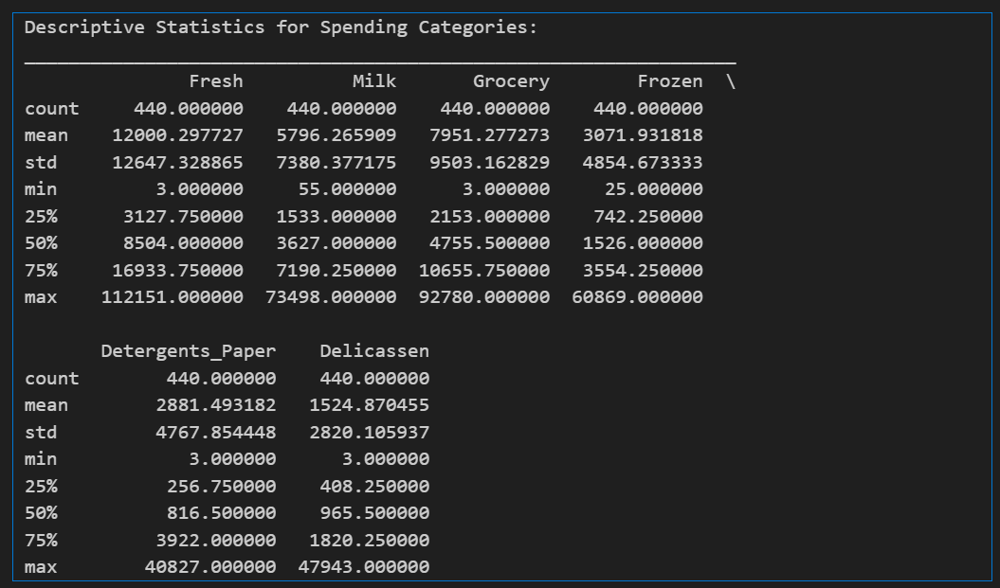 Descriptive Statistics for Spending Categories:
_________________________________________________________________
               Fresh          Milk       Grocery        Frozen  \
count     440.000000    440.000000    440.000000    440.000000
mean    12000.297727   5796.265909   7951.277273   3071.931818
std     12647.328865   7380.377175   9503.162829   4854.673333
min         3.000000     55.000000      3.000000     25.000000
25%      3127.750000   1533.000000   2153.000000    742.250000
50%      8504.000000   3627.000000   4755.500000   1526.000000
75%     16933.750000   7190.250000  10655.750000   3554.250000
max    112151.000000  73498.000000  92780.000000  60869.000000

       Detergents_Paper    Delicassen
count        440.000000    440.000000
mean        2881.493182   1524.870455
std         4767.854448   2820.105937
min            3.000000      3.000000
25%          256.750000    408.250000
50%          816.500000    965.500000
75%         3922.000000   1820.250000
max        40827.000000  47943.000000